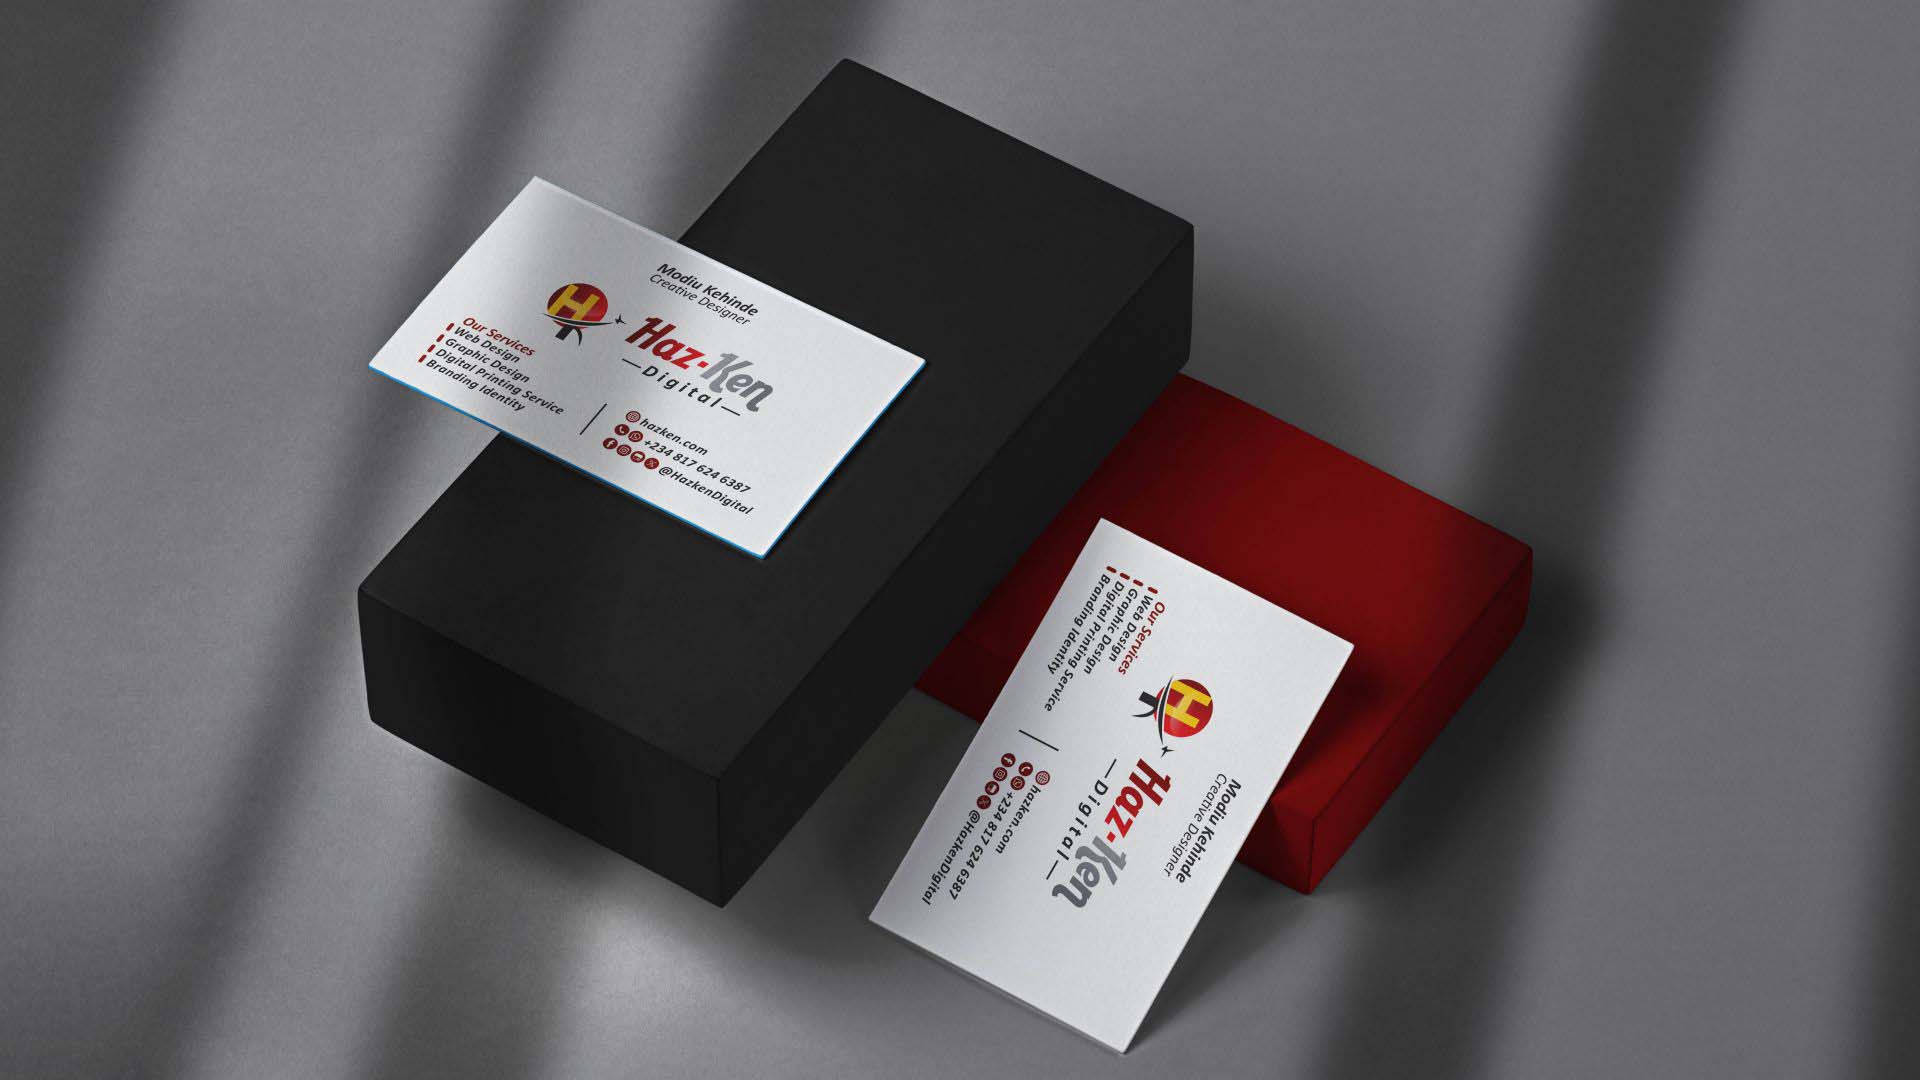 Modiu Kehinde
Creative Designer
H
Haz-Ken
—Digital—
Our Services
Web Design
Graphic Design
Digital Printing Service
Branding Identity
hazken.com
+234 817 624 6387
@HazkenDigital
Modiu Kehinde
Creative Designer
H
Haz-Ken
—Digital—
Our Services
Web Design
Graphic Design
Digital Printing Service
Branding Identity
hazken.com
+234 817 624 6387
@HazkenDigital